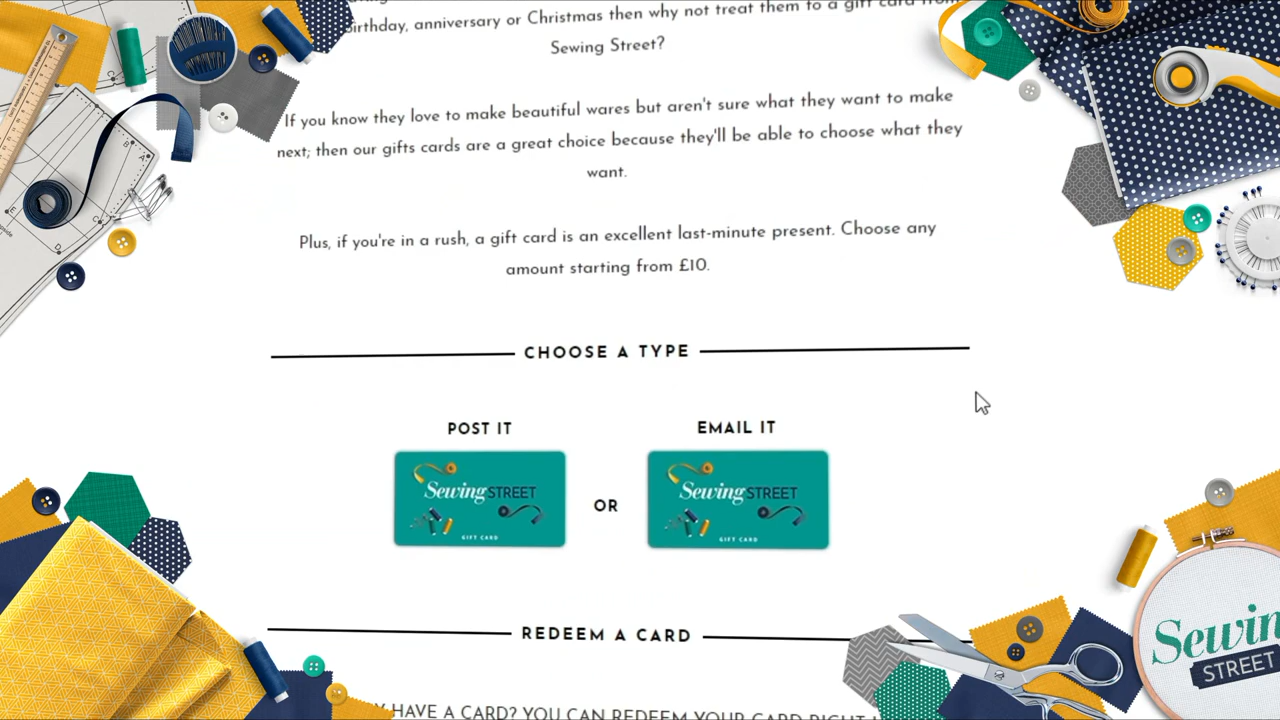 birthday, anniversary or Christmas then why not treat them to a gift card from
Sewing Street?
If you know they love to make beautiful wares but aren't sure what they want to make
next; then our gifts cards are a great choice because they'll be able to choose what they
want.
Plus, if you're in a rush, a gift card is an excellent last-minute present. Choose any
amount starting from £10.
CHOOSE A TYPE
POST IT
EMAIL IT
Sewing STREET
GIFT CARD
OR
Sewing STREET
GIFT CARD
REDEEM A CARD
HAVE A CARD? YOU CAN REDEEM YOUR CARD RIGHT
Sewin
STREET